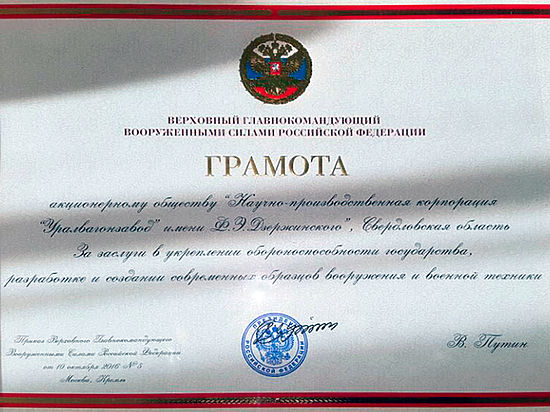 ВЕРХОВНЫЙ ГЛАВНОКОМАНДУЮЩИЙ
ВООРУЖЕННЫМИ СИЛАМИ РОССИЙСКОЙ ФЕДЕРАЦИИ
ГРАМОТА
акционерному обществу "Научно-производственная корпорация
"Уралвагонзавод" имени Ф.Э.Дзержинского", Свердловская область
За заслуги в укреплении обороноспособности государства,
разработке и создании современных образцов вооружения и военной техники
Приказ Верховного Главнокомандующего
Вооруженными Силами Российской Федерации
от 10 октября 2016 № 5
Москва, Кремль
В. Путин